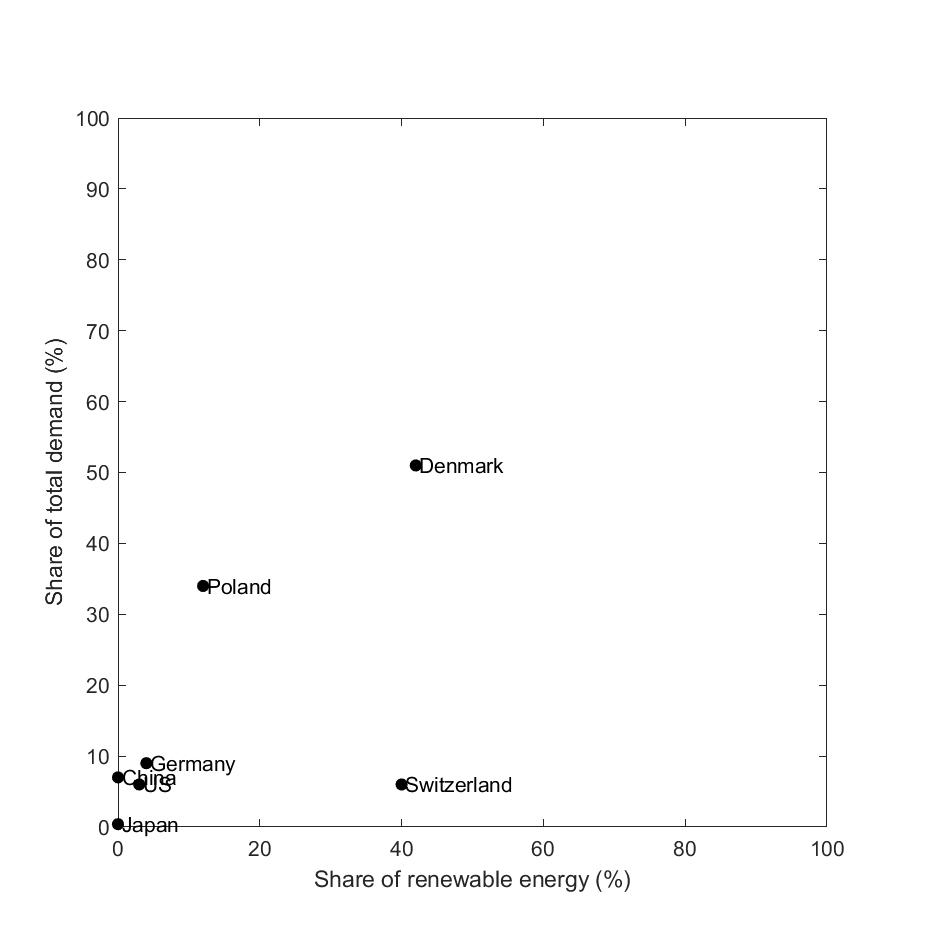 100
90
80
70
60
50
40
30
20
10
0
Share of total demand (%)
Denmark
Poland
Germany
China
US
Switzerland
Japan
0 20 40 60 80 100
Share of renewable energy (%)